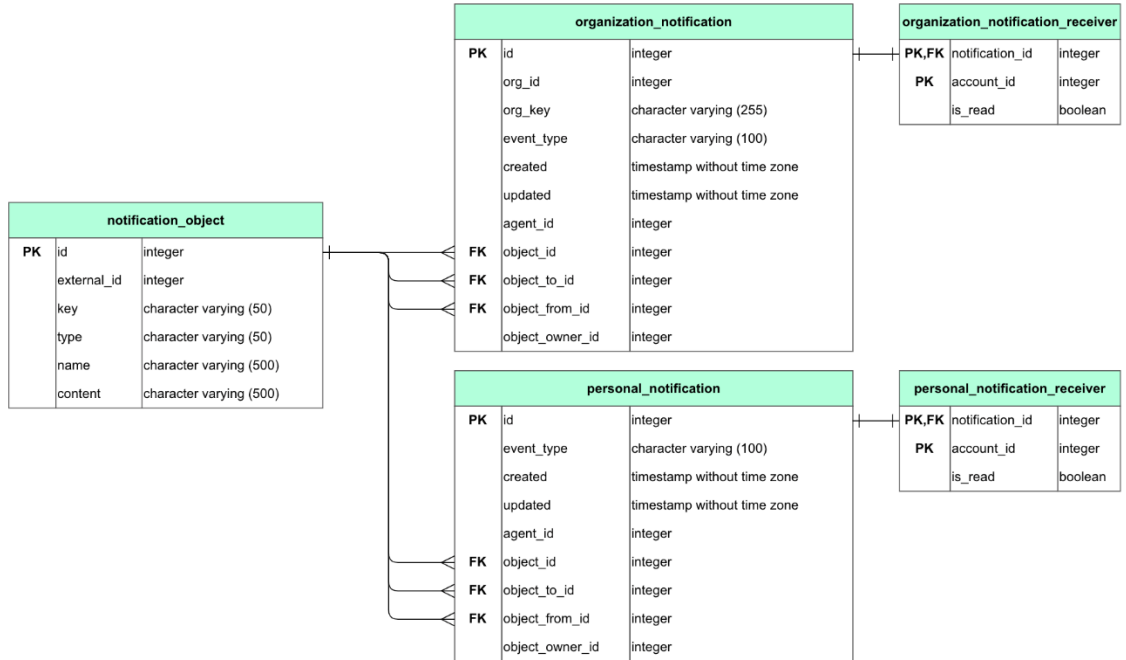 organization_notification
PK id integer
org_id integer
org_key character varying (255)
event_type character varying (100)
created timestamp without time zone
updated timestamp without time zone
agent_id integer
FK object_id integer
FK object_to_id integer
FK object_from_id integer
object_owner_id integer
organization_notification_receiver
PK,FK notification_id integer
PK account_id integer
is_read boolean
notification_object
PK id integer
external_id integer
key character varying (50)
type character varying (50)
name character varying (500)
content character varying (500)
personal_notification
PK id integer
event_type character varying (100)
created timestamp without time zone
updated timestamp without time zone
agent_id integer
FK object_id integer
FK object_to_id integer
FK object_from_id integer
object_owner_id integer
personal_notification_receiver
PK,FK notification_id integer
PK account_id integer
is_read boolean